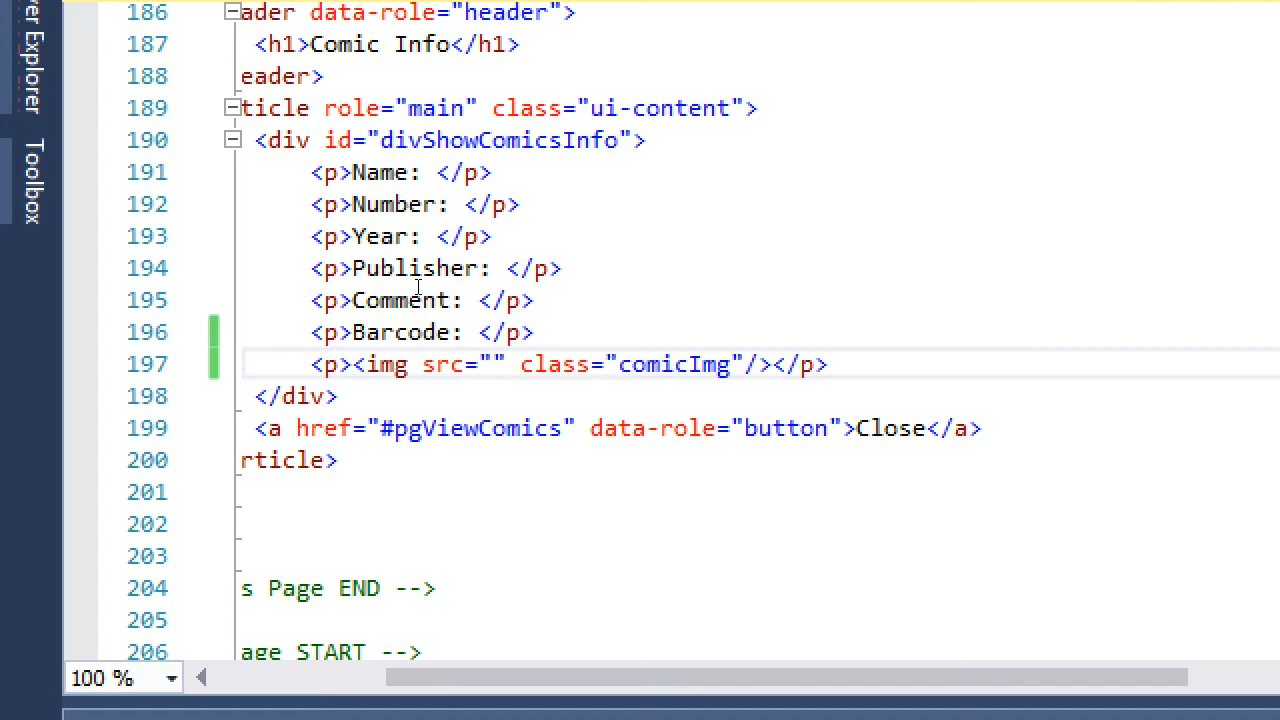 ver Explorer
Toolbox
186 ader data-role="header">
187 <h1>Comic Info</h1>
188 eader>
189 ticle role="main" class="ui-content">
190 <div id="divShowComicsInfo">
191 <p>Name: </p>
192 <p>Number: </p>
193 <p>Year: </p>
194 <p>Publisher: </p>
195 <p>Comment: </p>
196 <p>Barcode: </p>
197 <p><img src="" class="comicImg"/></p>
198 </div>
199 <a href="#pgViewComics" data-role="button">Close</a>
200 rticle>
201
202
203
204 s Page END -->
205
206 age START -->
100 %